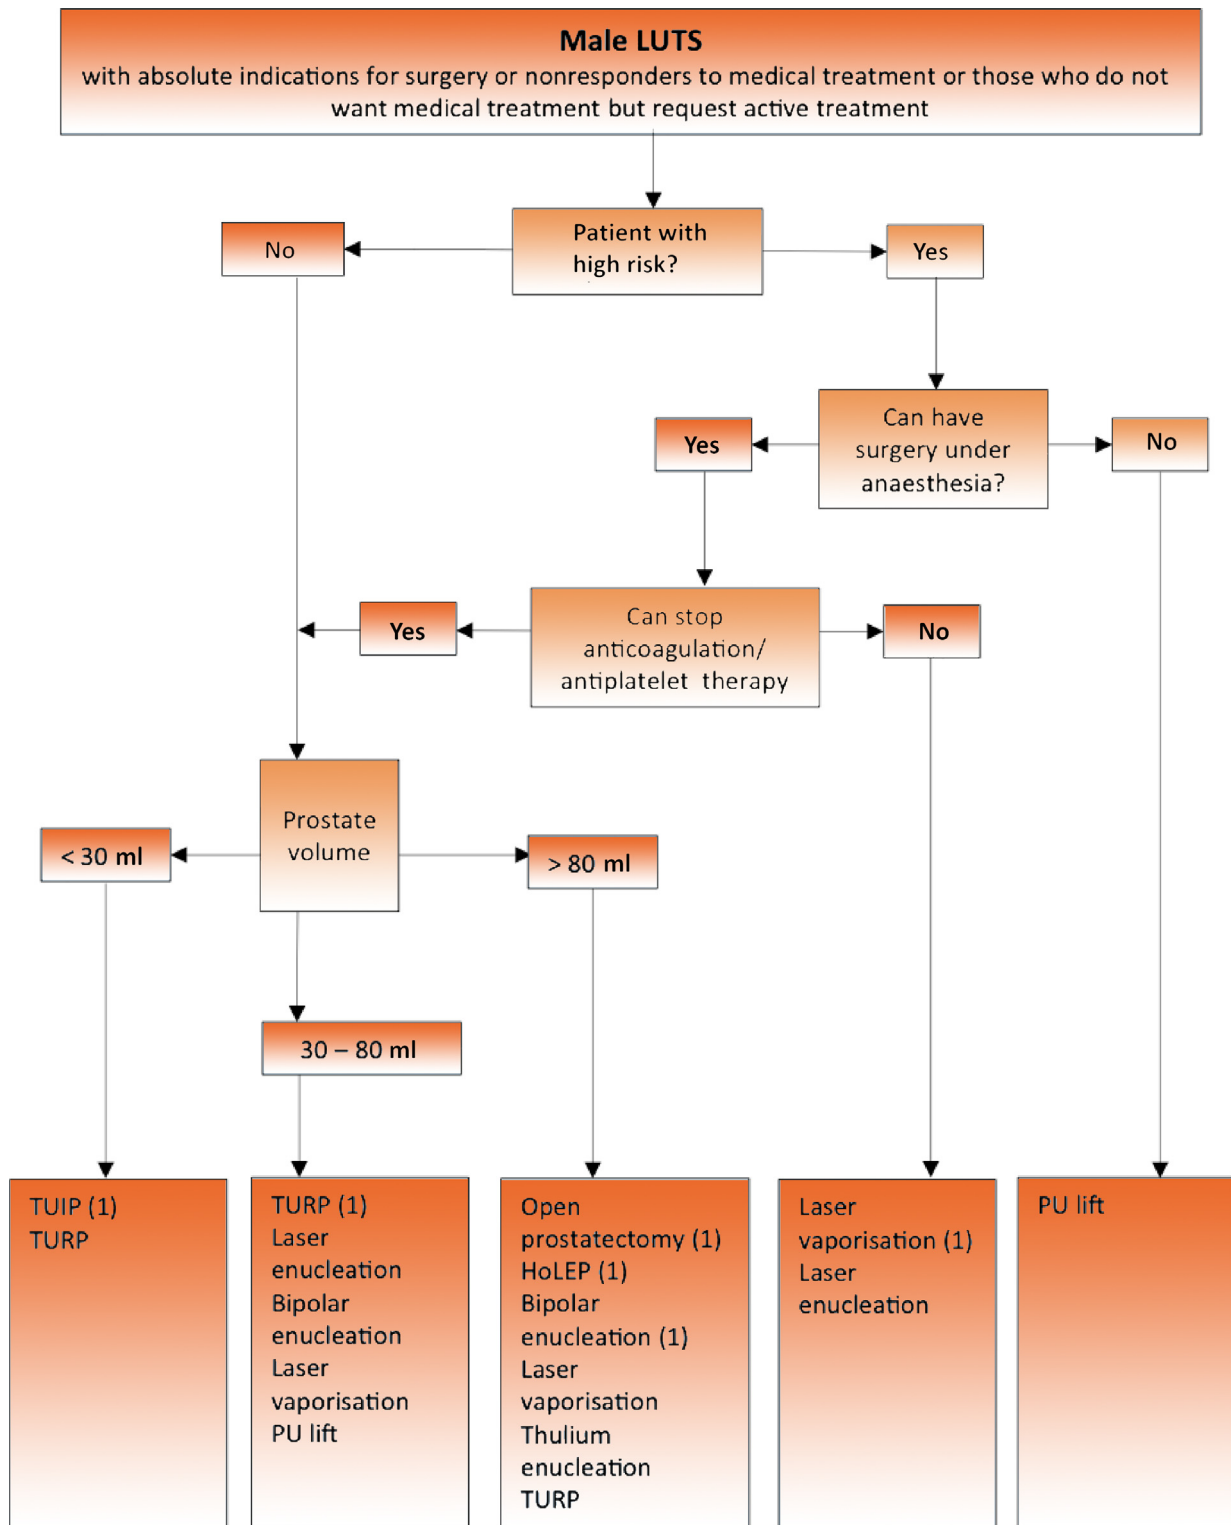 Male LUTS
with absolute indications for surgery or nonresponders to medical treatment or those who do not
want medical treatment but request active treatment
No
Patient with
high risk?
Yes
Can have
surgery under
anaesthesia?
Yes
No
Can stop
anticoagulation/
antiplatelet therapy
Yes
No
Prostate
volume
< 30 ml
> 80 ml
30 – 80 ml
TUIP (1)
TURP
TURP (1)
Laser
enucleation
Bipolar
enucleation
Laser
vaporisation
PU lift
Open
prostatectomy (1)
HoLEP (1)
Bipolar
enucleation (1)
Laser
vaporisation
Thulium
enucleation
TURP
Laser
vaporisation (1)
Laser
enucleation
PU lift